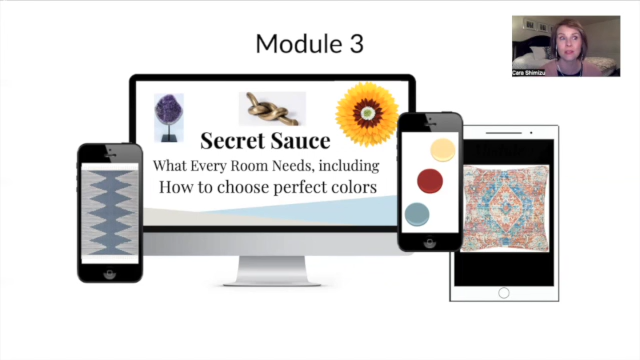 Module 3
Cara Shimizu
Secret Sauce
What Every Room Needs, including
How to choose perfect colors